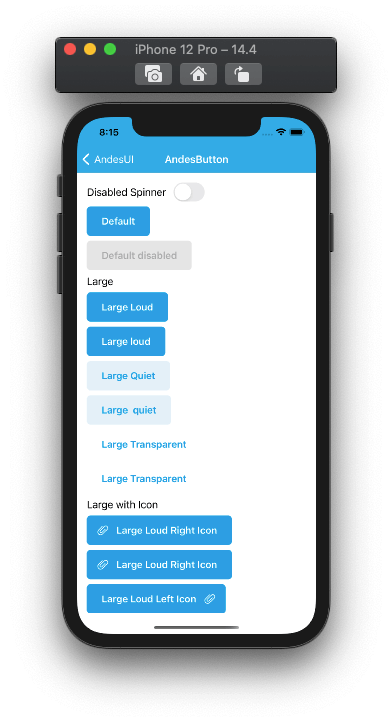 iPhone 12 Pro – 14.4
8:15
AndesUI
AndesButton
Disabled Spinner
Default
Default disabled
Large
Large Loud
Large loud
Large Quiet
Large  quiet
Large Transparent
Large Transparent
Large with Icon
Large Loud Right Icon
Large Loud Right Icon
Large Loud Left Icon